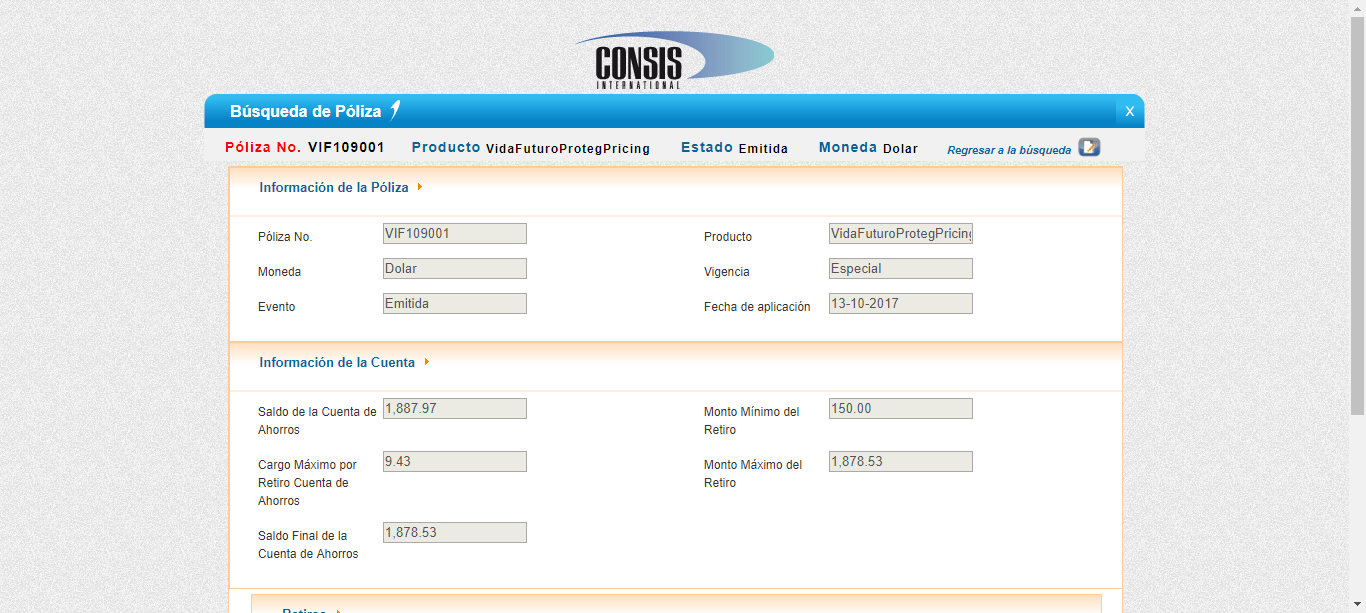 CONSIS
INTERNATIONAL
Búsqueda de Póliza
X
Póliza No. VIF109001 Producto VidaFuturoProtegPricing Estado Emitida Moneda Dolar Regresar a la búsqueda
Información de la Póliza
Póliza No. VIF109001 Producto VidaFuturoProtegPricing
Moneda Dolar Vigencia Especial
Evento Emitida Fecha de aplicación 13-10-2017
Información de la Cuenta
Saldo de la Cuenta de Ahorros 1,887.97 Monto Mínimo del Retiro 150.00
Cargo Máximo por Retiro Cuenta de Ahorros 9.43 Monto Máximo del Retiro 1,878.53
Saldo Final de la Cuenta de Ahorros 1,878.53
Retiros